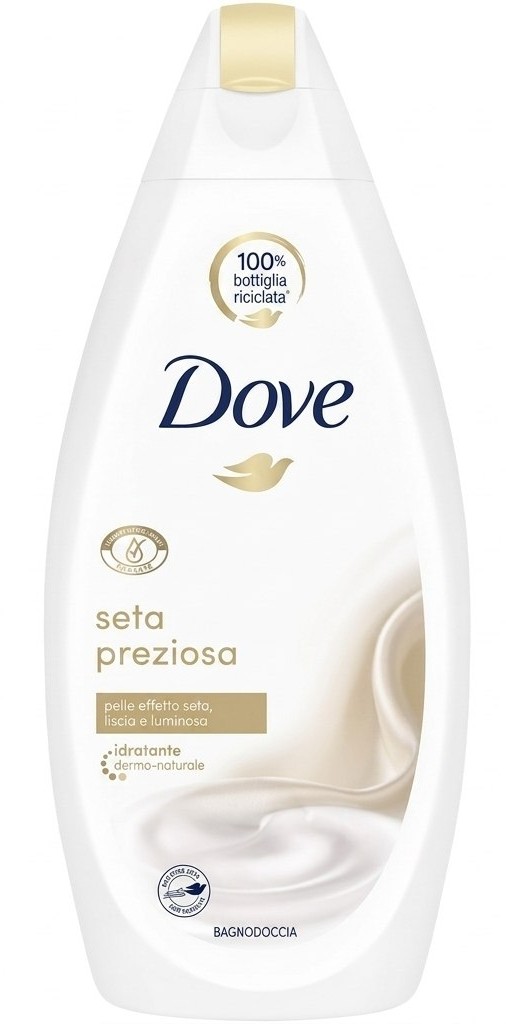 100%
bottiglia
riciclata*
Dove
seta
preziosa
pelle effetto seta,
liscia e luminosa
idratante
dermo-naturale
BAGNODOCCIA